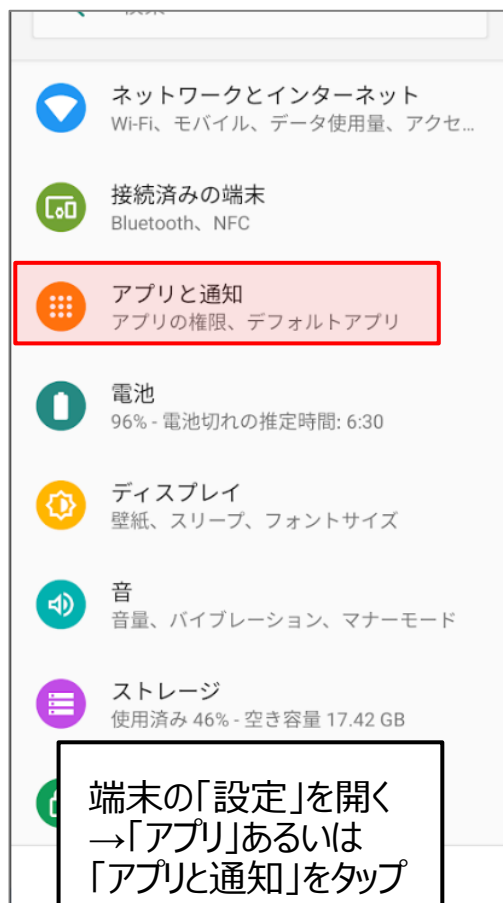 ネットワークとインターネット
Wi-Fi、モバイル、データ使用量、アクセ...
接続済みの端末
Bluetooth、NFC
アプリと通知
アプリの権限、デフォルトアプリ
電池
96% - 電池切れの推定時間: 6:30
ディスプレイ
壁紙、スリープ、フォントサイズ
音
音量、バイブレーション、マナーモード
ストレージ
使用済み 46% - 空き容量 17.42 GB
端末の「設定」を開く
→「アプリ」あるいは
「アプリと通知」をタップ